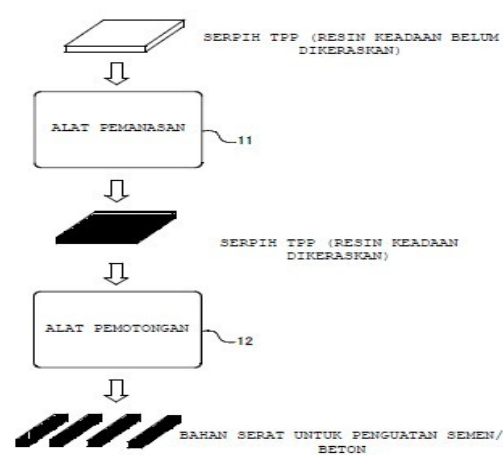 SERPIH TPP (RESIN KEADAAN BELUM
DIKERASKAN)
ALAT PEMANASAN
11
SERPIH TPP (RESIN KEADAAN
DIKERASKAN)
ALAT PEMOTONGAN
12
BAHAN SERAT UNTUK PENGUATAN SEMEN/
BETON